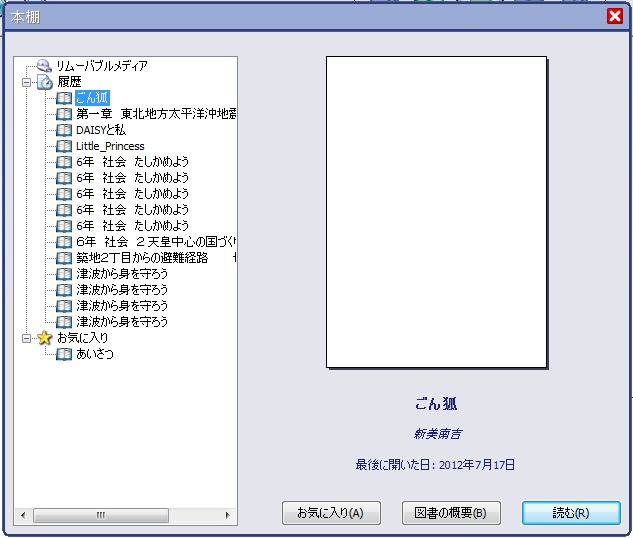 本棚
リムーバブルメディア
履歴
ごん狐
第一章 東北地方太平洋沖地震
DAISYと私
Little_Princess
6年 社会 たしかめよう
6年 社会 たしかめよう
6年 社会 たしかめよう
6年 社会 たしかめよう
6年 社会 たしかめよう
６年 社会 ２ 天皇中心の国づくり
築地2丁目からの避難経路
津波から身を守ろう
津波から身を守ろう
津波から身を守ろう
津波から身を守ろう
お気に入り
あいさつ
ごん狐
新美南吉
最後に開いた日: 2012年7月17日
お気に入り(A)
図書の概要(B)
読む(R)